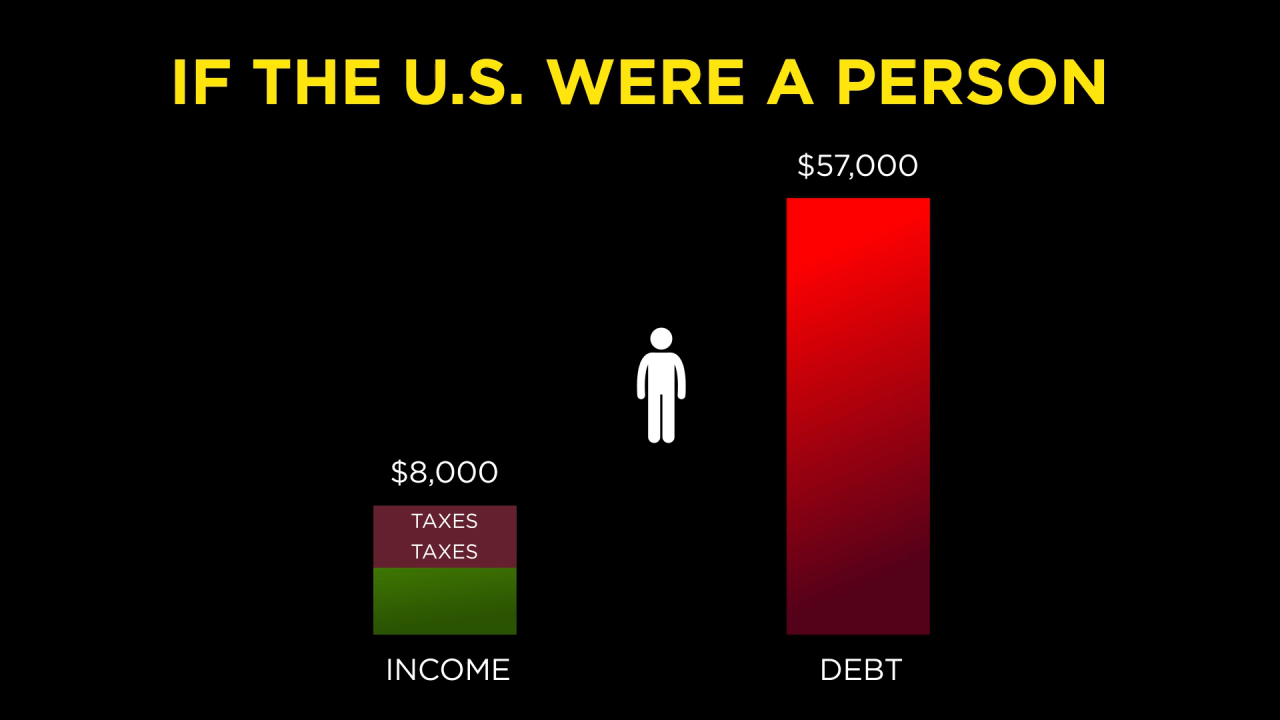 IF THE U.S. WERE A PERSON
$57,000
$8,000
TAXES
TAXES
INCOME
DEBT